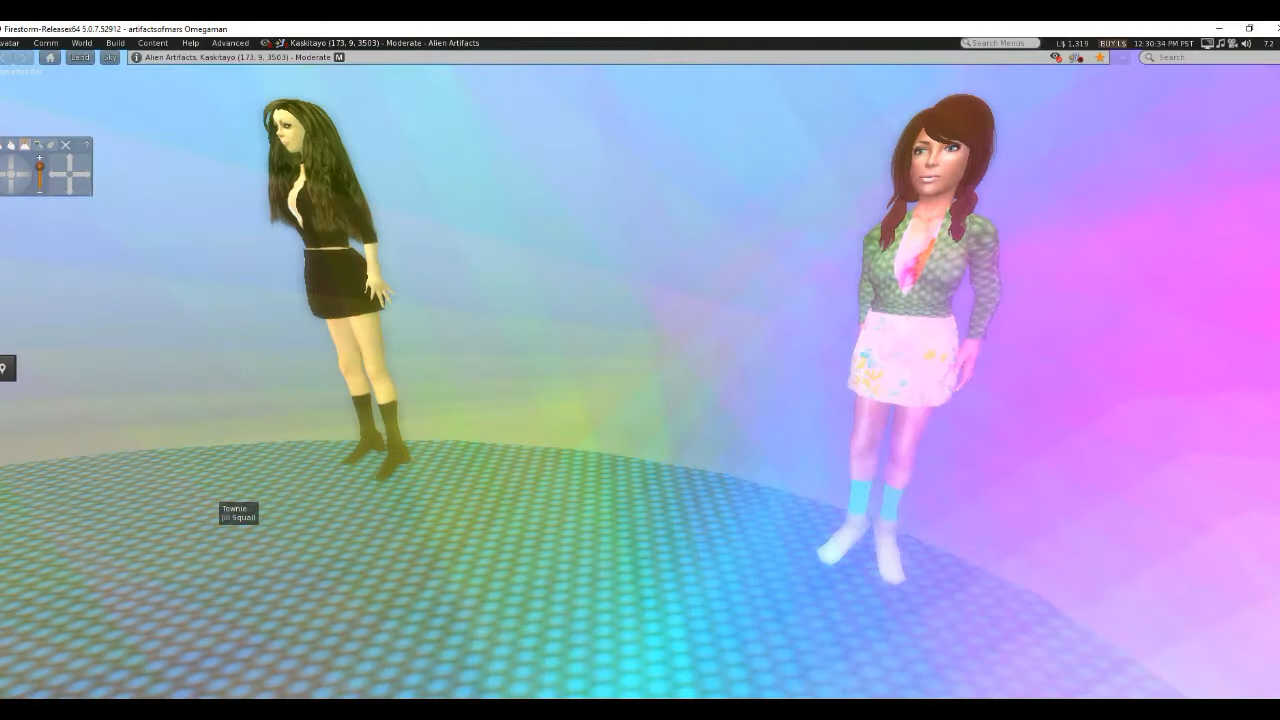 Firestorm-Releasex64 5.0.7.52912 - artifactsofmars Omegaman
vatar Comm World Build Content Help Advanced Kaskitayo (173, 9, 3503) - Moderate - Alien Artifacts Search Menus L$ 1,319 BUY L$ 12:30:34 PM PST 7.2
Land Sky Alien Artifacts, Kaskitayo (173, 9, 3503) - Moderate M Search
?
Townie
Jill Squall